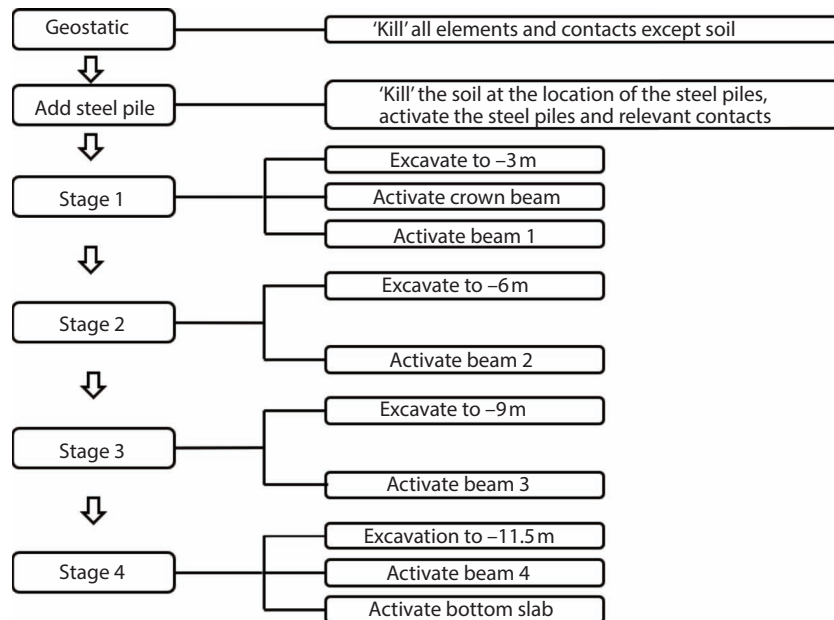 Geostatic
'Kill' all elements and contacts except soil
Add steel pile
'Kill' the soil at the location of the steel piles,
activate the steel piles and relevant contacts
Stage 1
Excavate to –3 m
Activate crown beam
Activate beam 1
Stage 2
Excavate to –6 m
Activate beam 2
Stage 3
Excavate to –9 m
Activate beam 3
Stage 4
Excavation to –11.5 m
Activate beam 4
Activate bottom slab